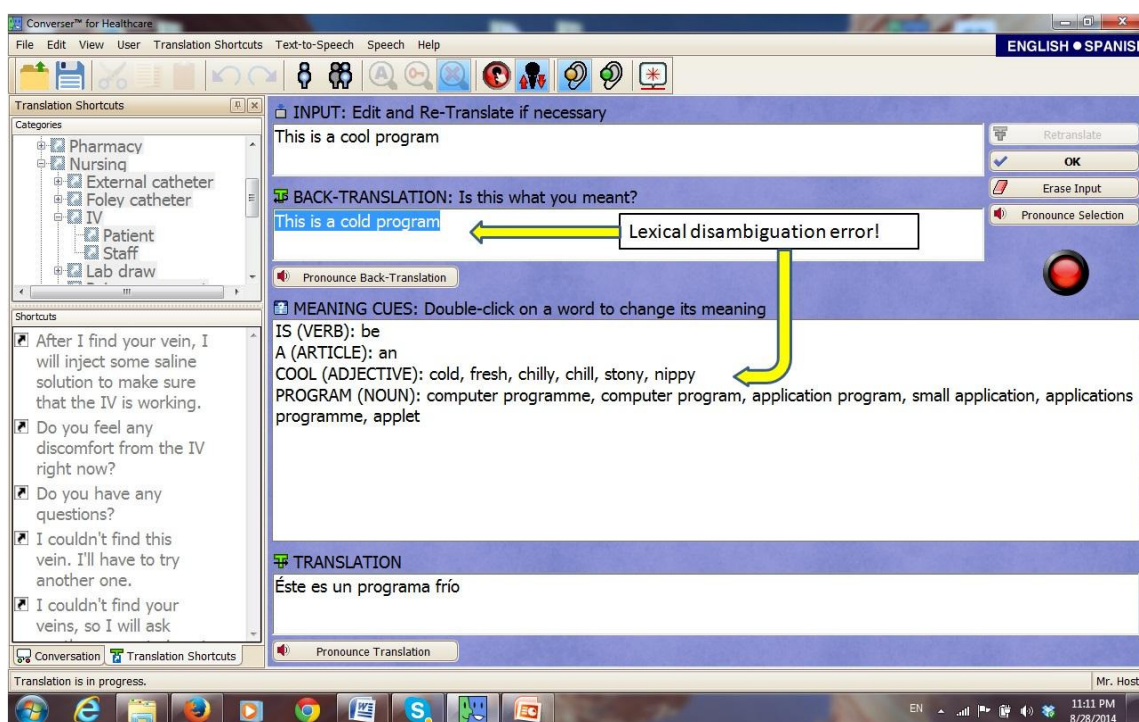 Converser™ for Healthcare
File Edit View User Translation Shortcuts Text-to-Speech Speech Help
ENGLISH ● SPANISH
Translation Shortcuts
Categories
Pharmacy
Nursing
External catheter
Foley catheter
IV
Patient
Staff
Lab draw
Shortcuts
After I find your vein, I
will inject some saline
solution to make sure
that the IV is working.
Do you feel any
discomfort from the IV
right now?
Do you have any
questions?
I couldn't find this
vein. I'll have to try
another one.
I couldn't find your
veins, so I will ask
Conversation
Translation Shortcuts
INPUT: Edit and Re-Translate if necessary
This is a cool program
Retranslate
OK
Erase Input
Pronounce Selection
BACK-TRANSLATION: Is this what you meant?
This is a cold program
Lexical disambiguation error!
Pronounce Back-Translation
MEANING CUES: Double-click on a word to change its meaning
IS (VERB): be
A (ARTICLE): an
COOL (ADJECTIVE): cold, fresh, chilly, chill, stony, nippy
PROGRAM (NOUN): computer programme, computer program, application program, small application, applications
programme, applet
TRANSLATION
Éste es un programa frío
Pronounce Translation
Translation is in progress.
Mr. Host
EN
11:11 PM
8/28/2014